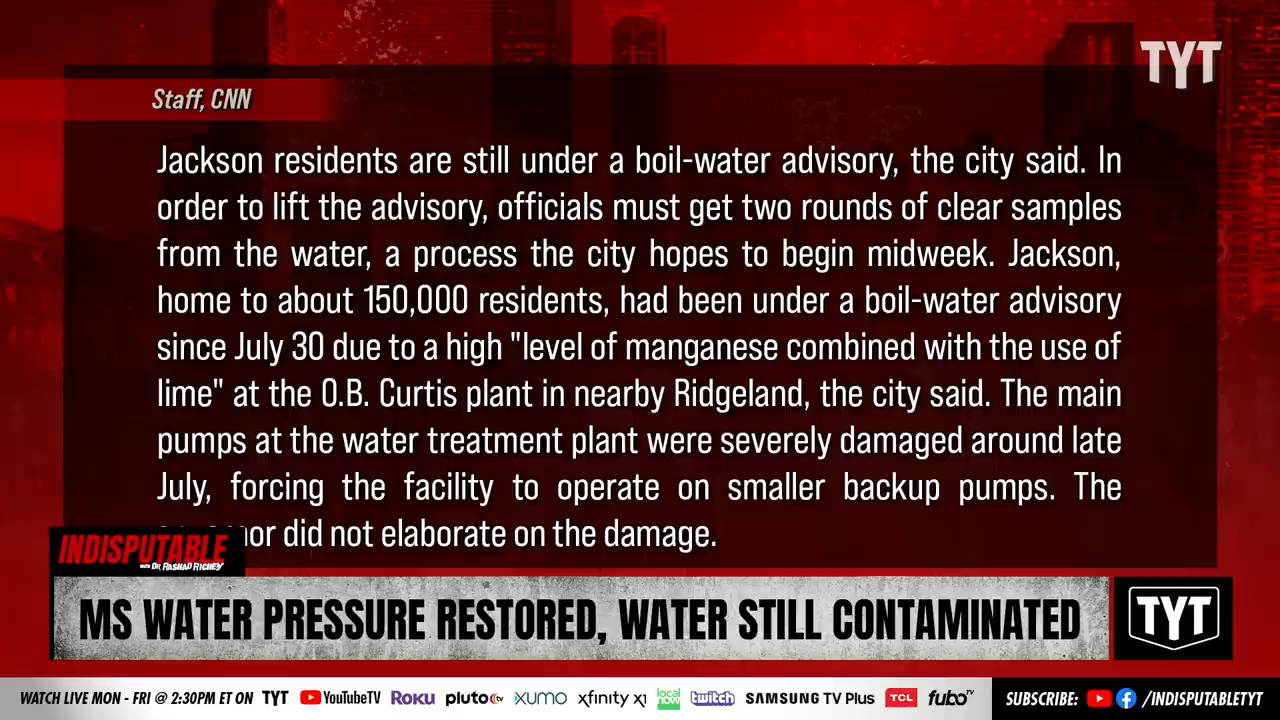 TYT
Staff, CNN
Jackson residents are still under a boil-water advisory, the city said. In
order to lift the advisory, officials must get two rounds of clear samples
from the water, a process the city hopes to begin midweek. Jackson,
home to about 150,000 residents, had been under a boil-water advisory
since July 30 due to a high "level of manganese combined with the use of
lime" at the O.B. Curtis plant in nearby Ridgeland, the city said. The main
pumps at the water treatment plant were severely damaged around late
July, forcing the facility to operate on smaller backup pumps. The
did not elaborate on the damage.
INDISPUTABLE
WITH DR. RASHAD RICHEY
MS WATER PRESSURE RESTORED, WATER STILL CONTAMINATED
TYT
WATCH LIVE MON - FRI @ 2:30PM ET ON TYT YouTubeTV Roku pluto tv XUMO xfinity x1 local now twitch SAMSUNG TV Plus TCL fubo TV SUBSCRIBE: /INDISPUTABLETYT